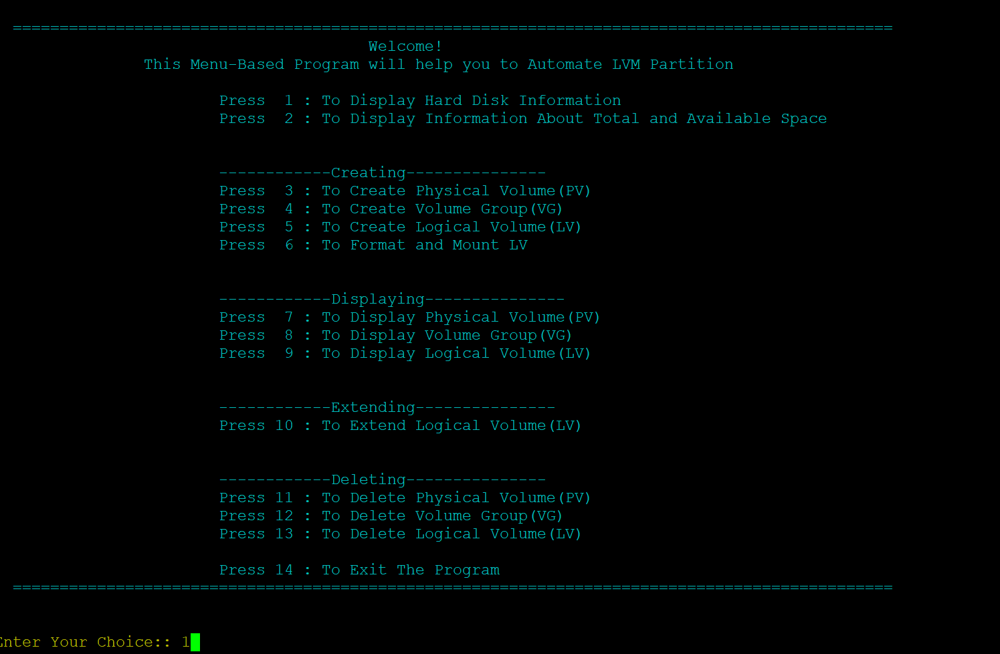 ==============================================================================================
Welcome!
This Menu-Based Program will help you to Automate LVM Partition
Press  1 : To Display Hard Disk Information
Press  2 : To Display Information About Total and Available Space
------------Creating---------------
Press  3 : To Create Physical Volume(PV)
Press  4 : To Create Volume Group(VG)
Press  5 : To Create Logical Volume(LV)
Press  6 : To Format and Mount LV
------------Displaying---------------
Press  7 : To Display Physical Volume(PV)
Press  8 : To Display Volume Group(VG)
Press  9 : To Display Logical Volume(LV)
------------Extending---------------
Press 10 : To Extend Logical Volume(LV)
------------Deleting---------------
Press 11 : To Delete Physical Volume(PV)
Press 12 : To Delete Volume Group(VG)
Press 13 : To Delete Logical Volume(LV)
Press 14 : To Exit The Program
==============================================================================================
Enter Your Choice:: 1